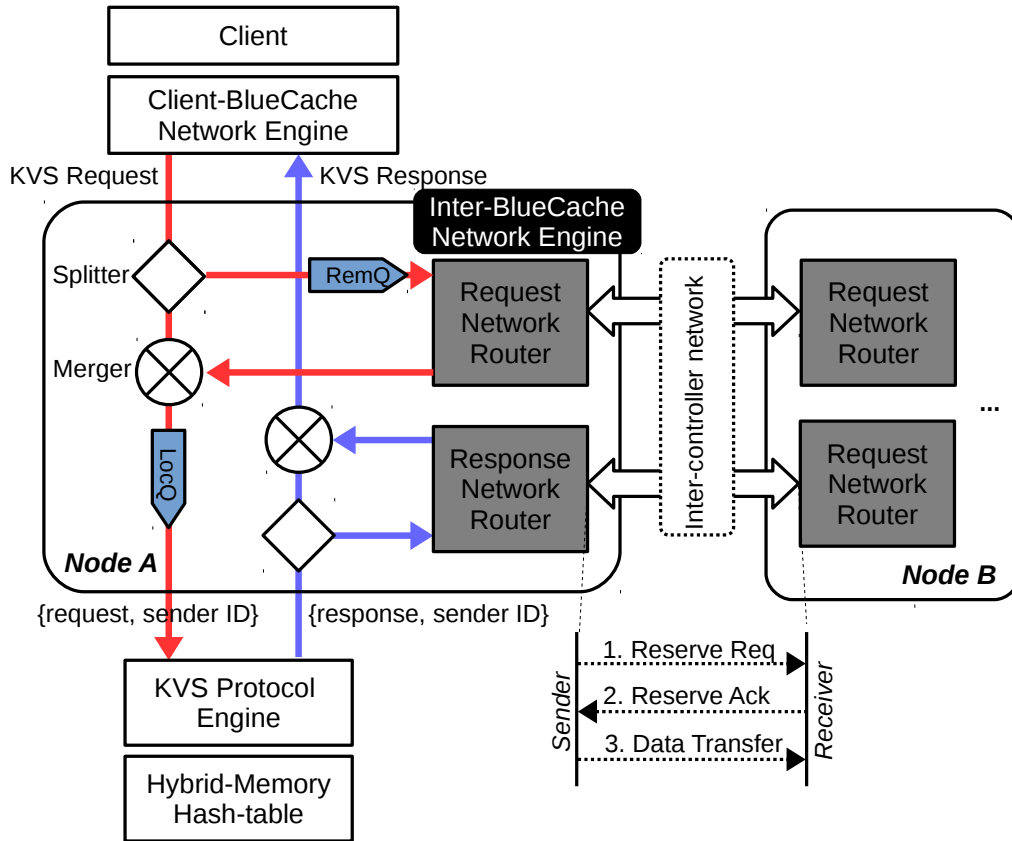 Client
Client-BlueCache
Network Engine
KVS Request
KVS Response
Inter-BlueCache
Network Engine
Splitter
RemQ
Request
Network
Router
Merger
LocQ
Response
Network
Router
Node A
Inter-controller network
Request
Network
Router
...
Request
Network
Router
Node B
{request, sender ID}
{response, sender ID}
KVS Protocol
Engine
Hybrid-Memory
Hash-table
Sender
1. Reserve Req
2. Reserve Ack
3. Data Transfer
Receiver